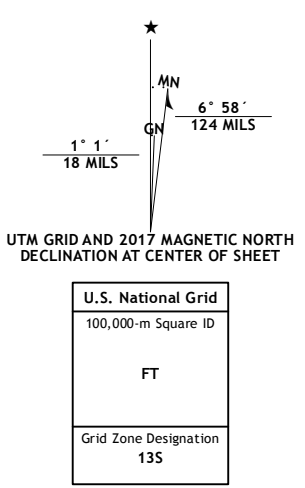 ★
MN
6° 58´
124 MILS
GN
1° 1´
18 MILS
UTM GRID AND 2017 MAGNETIC NORTH
DECLINATION AT CENTER OF SHEET
U.S. National Grid
100,000-m Square ID
FT
Grid Zone Designation
13S